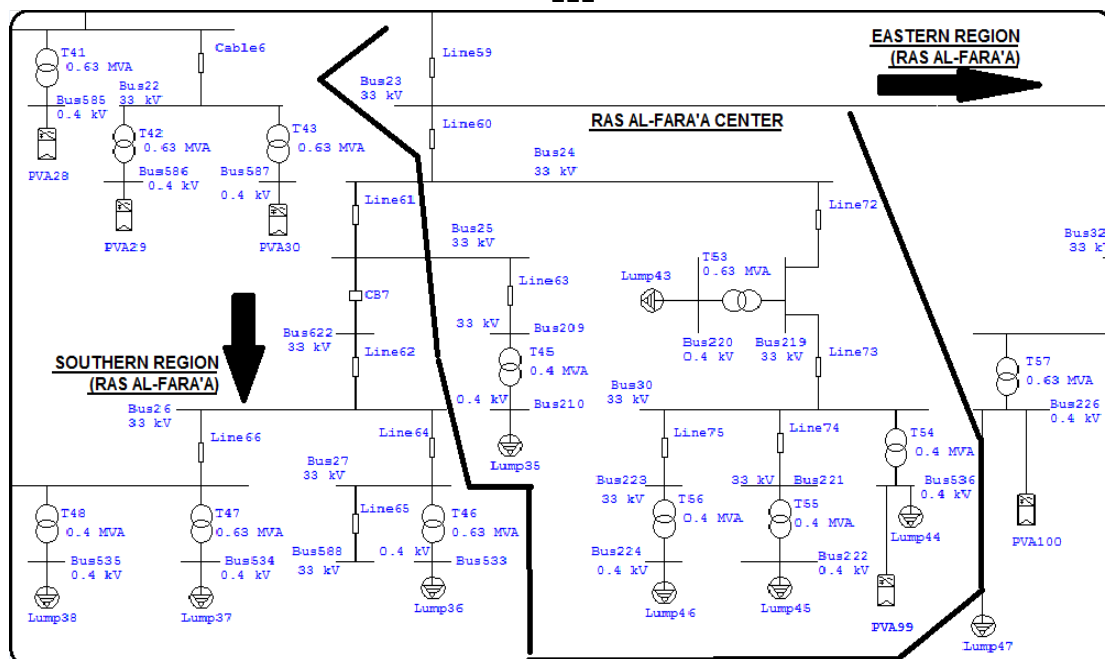 EASTERN REGION
(RAS AL-FARA'A)
Cable6
Line59
T41
0.63 MVA
Bus22
33 kV
Bus23
33 kV
Bus585
0.4 kV
Line60
RAS AL-FARA'A CENTER
T42
0.63 MVA
T43
0.63 MVA
Bus24
33 kV
PVA28
Bus586
0.4 kV
Bus587
0.4 kV
Line61
Line72
PVA29
PVA30
Bus25
33 kV
Bus32
33 k
T53
0.63 MVA
Lump43
Line63
CB7
Bus622
33 kV
33 kV
Bus209
Bus220
0.4 kV
Bus219
33 kV
Line62
T45
0.4 MVA
Line73
T57
0.63 MVA
SOUTHERN REGION
(RAS AL-FARA'A)
0.4 kV
Bus210
Bus30
33 kV
Bus26
33 kV
Bus226
0.4 kV
Line66
Line64
Line75
Line74
T54
0.4 MVA
Lump35
Bus27
33 kV
Bus223
33 kV
33 kV
Bus221
Bus536
0.4 kV
T48
0.4 MVA
T47
0.63 MVA
Line65
T46
0.63 MVA
T56
0.4 MVA
T55
0.4 MVA
Lump44
PVA100
Bus535
0.4 kV
Bus534
0.4 kV
Bus588
33 kV
0.4 kV
Bus533
Bus224
0.4 kV
Bus222
0.4 kV
Lump38
Lump37
Lump36
Lump46
Lump45
PVA99
Lump47